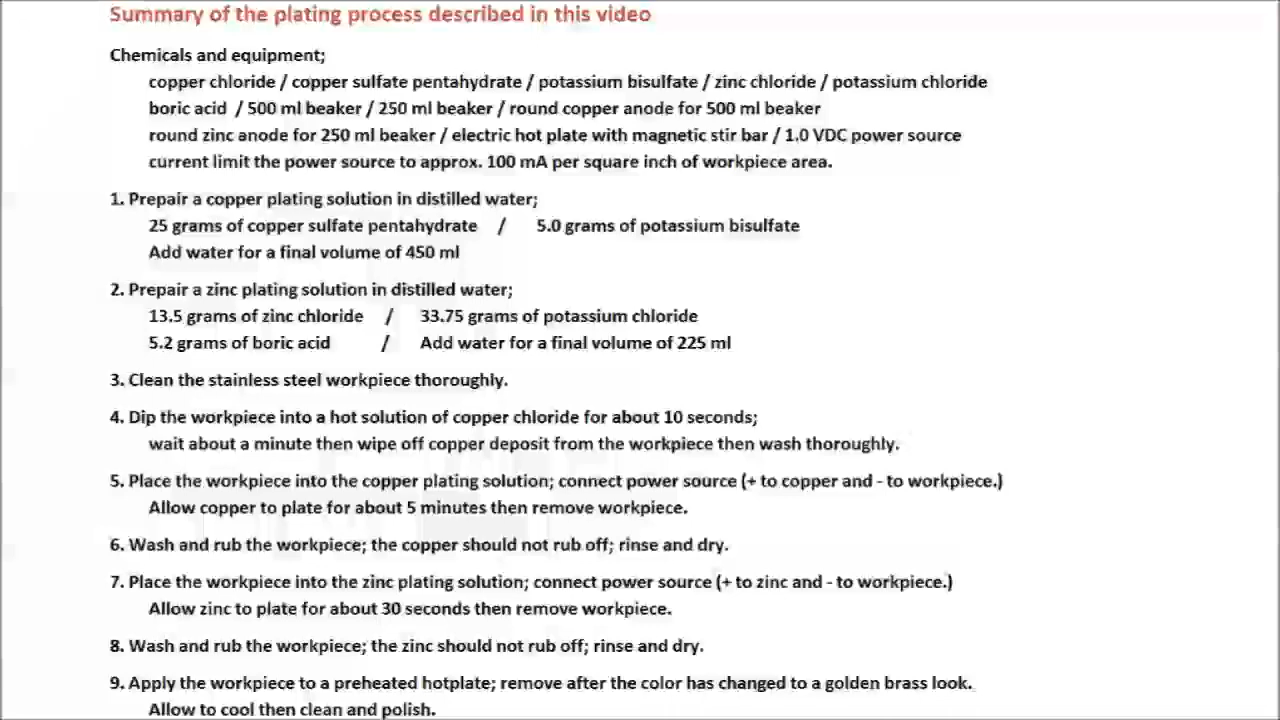 Summary of the plating process described in this video
Chemicals and equipment;
copper chloride / copper sulfate pentahydrate / potassium bisulfate / zinc chloride / potassium chloride
boric acid / 500 ml beaker / 250 ml beaker / round copper anode for 500 ml beaker
round zinc anode for 250 ml beaker / electric hot plate with magnetic stir bar / 1.0 VDC power source
current limit the power source to approx. 100 mA per square inch of workpiece area.
1. Prepair a copper plating solution in distilled water;
25 grams of copper sulfate pentahydrate / 5.0 grams of potassium bisulfate
Add water for a final volume of 450 ml
2. Prepair a zinc plating solution in distilled water;
13.5 grams of zinc chloride / 33.75 grams of potassium chloride
5.2 grams of boric acid / Add water for a final volume of 225 ml
3. Clean the stainless steel workpiece thoroughly.
4. Dip the workpiece into a hot solution of copper chloride for about 10 seconds;
wait about a minute then wipe off copper deposit from the workpiece then wash thoroughly.
5. Place the workpiece into the copper plating solution; connect power source (+ to copper and - to workpiece.)
Allow copper to plate for about 5 minutes then remove workpiece.
6. Wash and rub the workpiece; the copper should not rub off; rinse and dry.
7. Place the workpiece into the zinc plating solution; connect power source (+ to zinc and - to workpiece.)
Allow zinc to plate for about 30 seconds then remove workpiece.
8. Wash and rub the workpiece; the zinc should not rub off; rinse and dry.
9. Apply the workpiece to a preheated hotplate; remove after the color has changed to a golden brass look.
Allow to cool then clean and polish.